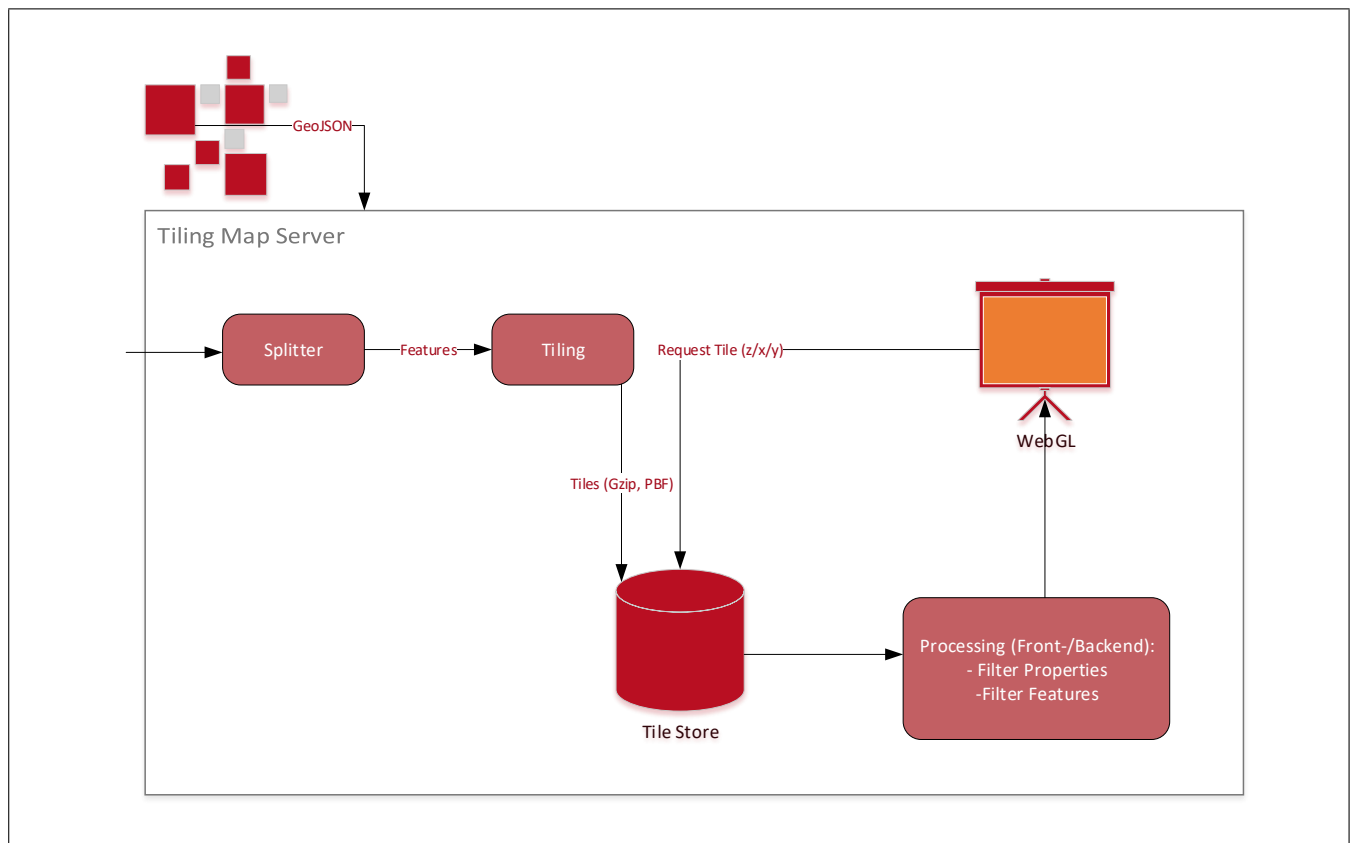 GeoJSON
Tiling Map Server
Splitter
Features
Tiling
Request Tile (z/x/y)
WebGL
Tiles (Gzip, PBF)
Processing (Front-/Backend):
- Filter Properties
-Filter Features
Tile Store